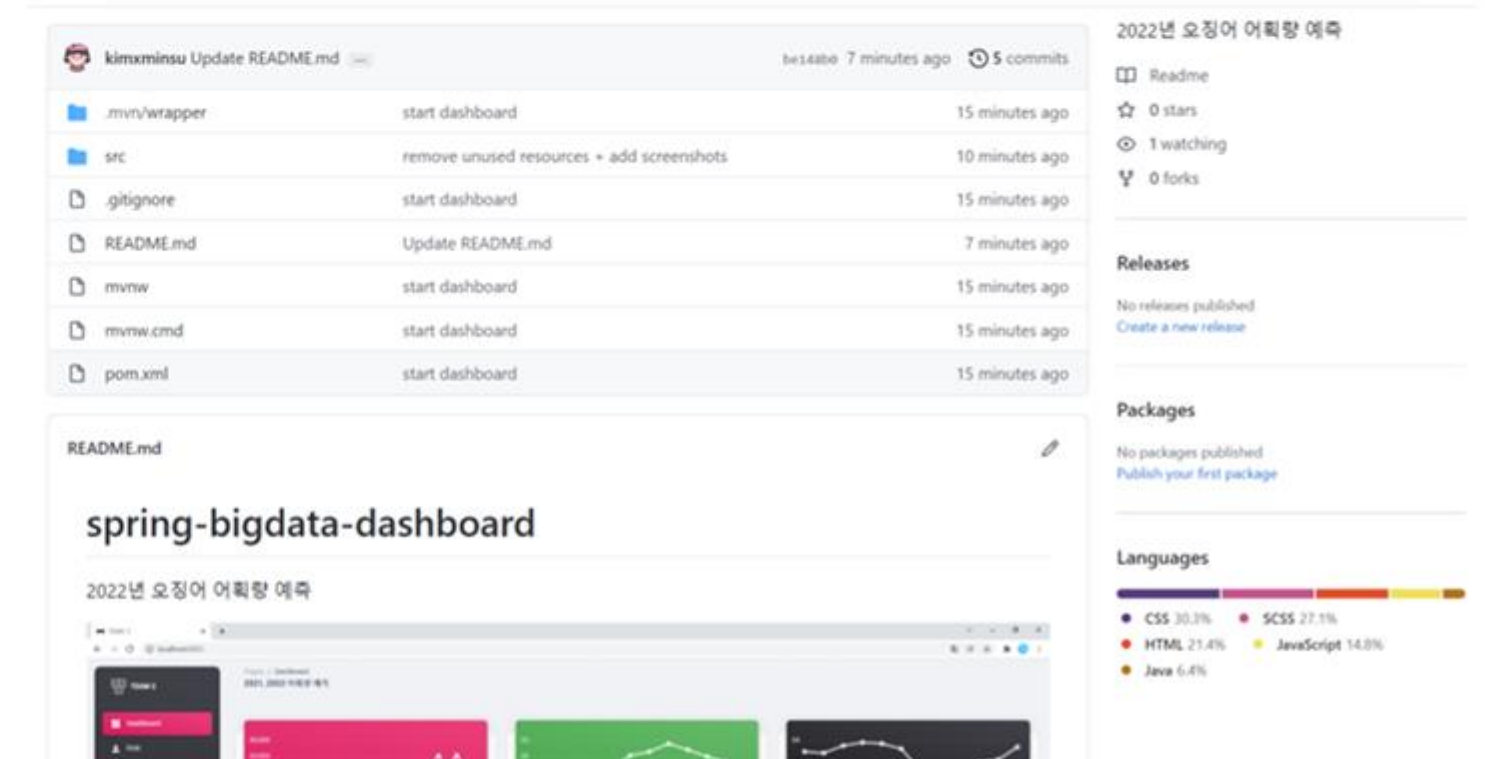 kimxminsu Update README.md
7 minutes ago 5 commits
.mvn/wrapper start dashboard 15 minutes ago
src remove unused resources + add screenshots 10 minutes ago
.gitignore start dashboard 15 minutes ago
README.md Update README.md 7 minutes ago
mvnw start dashboard 15 minutes ago
mvnw.cmd start dashboard 15 minutes ago
pom.xml start dashboard 15 minutes ago
README.md
spring-bigdata-dashboard
2022년 오징어 어획량 예측
Dashboard
2022년 오징어 어획량 예측
Readme
0 stars
1 watching
0 forks
Releases
No releases published
Create a new release
Packages
No packages published
Publish your first package
Languages
CSS 30.3% SCSS 27.1%
HTML 21.4% JavaScript 14.8%
Java 6.4%